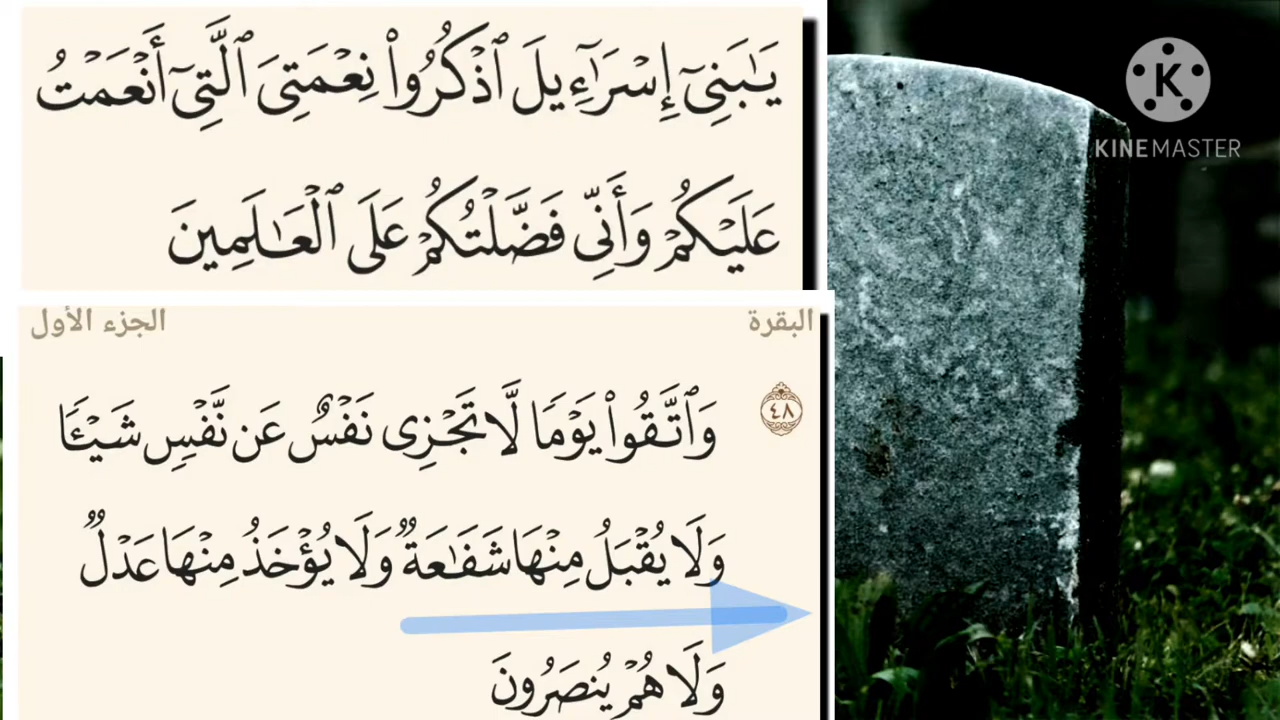 يَـٰبَنِىٓ إِسْرَٰٓءِيلَ ٱذْكُرُوا۟ نِعْمَتِىَ ٱلَّتِىٓ أَنْعَمْتُ
عَلَيْكُمْ وَأَنِّى فَضَّلْتُكُمْ عَلَى ٱلْعَـٰلَمِينَ
البقرة الجزء الأول
٤٨ وَٱتَّقُوا۟ يَوْمًا لَّا تَجْزِى نَفْسٌ عَن نَّفْسٍ شَيْـًٔا
وَلَا يُقْبَلُ مِنْهَا شَفَـٰعَةٌ وَلَا يُؤْخَذُ مِنْهَا عَدْلٌ
وَلَا هُمْ يُنصَرُونَ
K
KINEMASTER